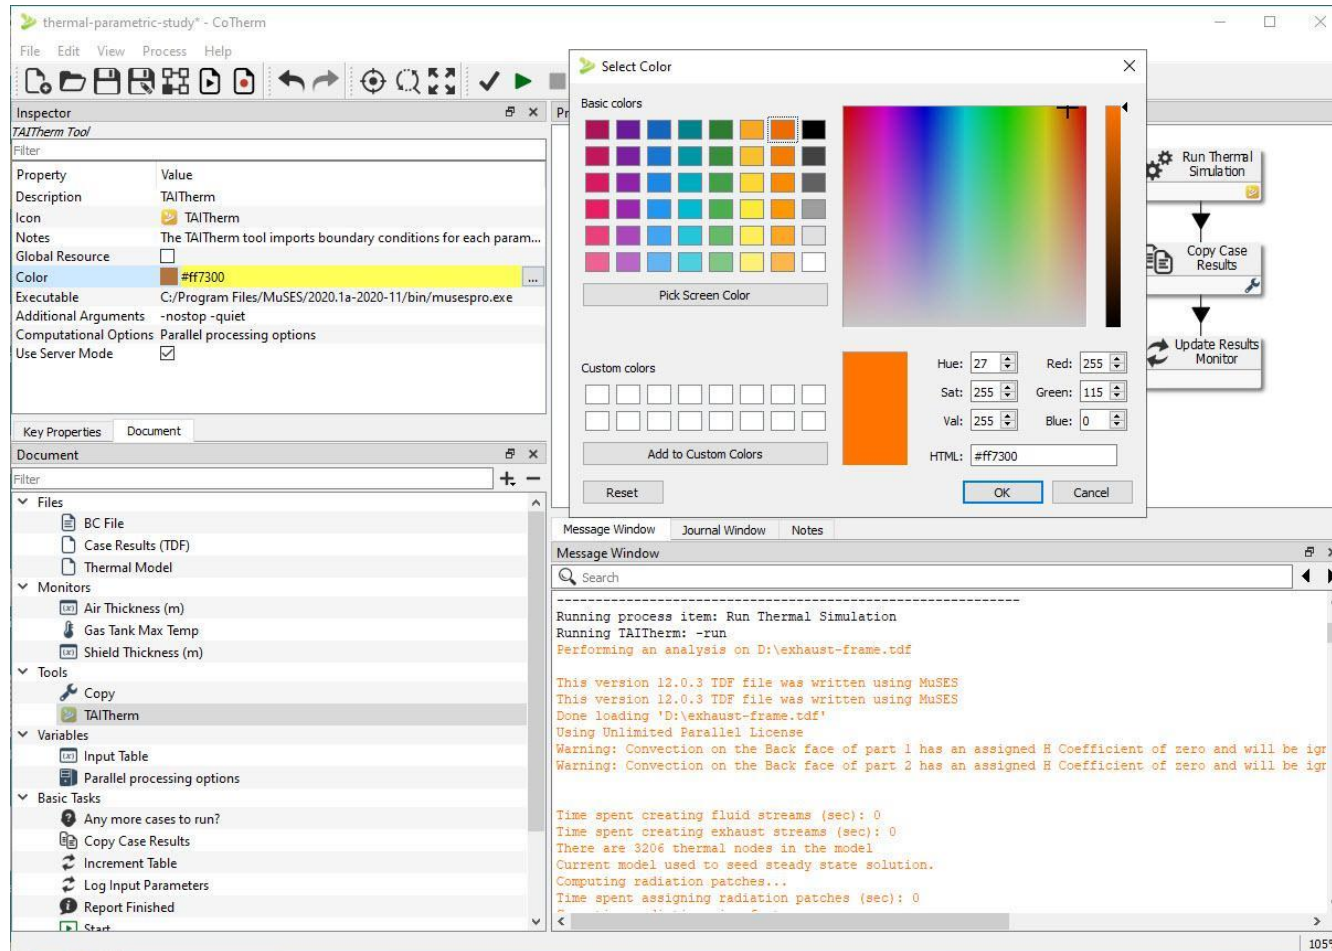 thermal-parametric-study* - CoTherm
File Edit View Process Help
Inspector
TAITherm Tool
Filter
Property Value
Description TAITherm
Icon TAITherm
Notes The TAITherm tool imports boundary conditions for each param...
Global Resource
Color #ff7300 ...
Executable C:/Program Files/MuSES/2020.1a-2020-11/bin/musespro.exe
Additional Arguments -nostop -quiet
Computational Options Parallel processing options
Use Server Mode
Key Properties Document
Document
Filter
Files
BC File
Case Results (TDF)
Thermal Model
Monitors
Air Thickness (m)
Gas Tank Max Temp
Shield Thickness (m)
Tools
Copy
TAITherm
Variables
Input Table
Parallel processing options
Basic Tasks
Any more cases to run?
Copy Case Results
Increment Table
Log Input Parameters
Report Finished
Start
Pr
Select Color
Basic colors
Pick Screen Color
Custom colors
Add to Custom Colors
Hue: 27 Red: 255
Sat: 255 Green: 115
Val: 255 Blue: 0
HTML: #ff7300
Reset OK Cancel
Run Thermal
Simulation
Copy Case
Results
Update Results
Monitor
Message Window Journal Window Notes
Message Window
Search
------------------------------------------------------------
Running process item: Run Thermal Simulation
Running TAITherm: -run
Performing an analysis on D:\exhaust-frame.tdf
This version 12.0.3 TDF file was written using MuSES
This version 12.0.3 TDF file was written using MuSES
Done loading 'D:\exhaust-frame.tdf'
Using Unlimited Parallel License
Warning: Convection on the Back face of part 1 has an assigned H Coefficient of zero and will be ign
Warning: Convection on the Back face of part 2 has an assigned H Coefficient of zero and will be ign
Time spent creating fluid streams (sec): 0
Time spent creating exhaust streams (sec): 0
There are 3206 thermal nodes in the model
Current model used to seed steady state solution.
Computing radiation patches...
Time spent assigning radiation patches (sec): 0
105%